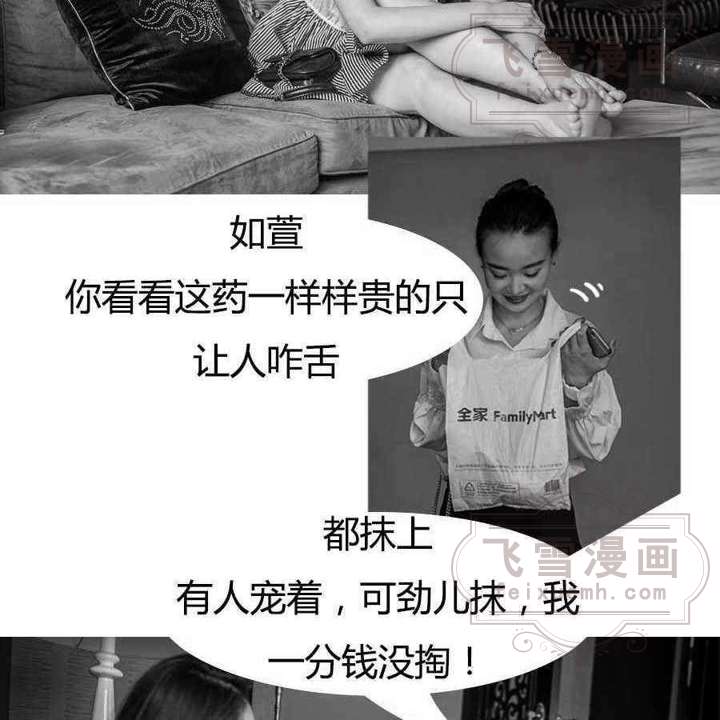 飞雪漫画
如萱
你看看这药一样样贵的只
让人咋舌
全家 FamilyMart
都抹上
有人宠着，可劲儿抹，我
一分钱没掏！
飞雪漫画
feixuemh.com